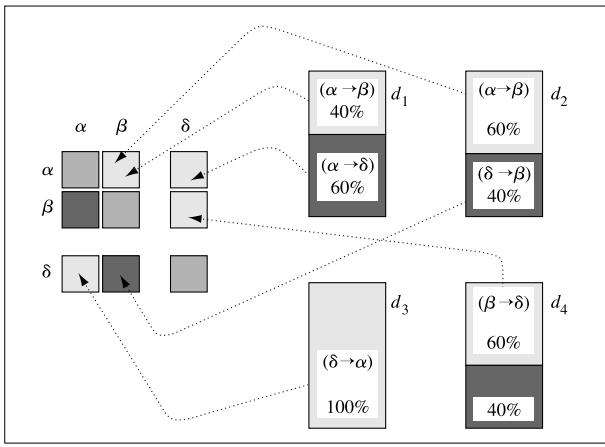 α β δ
α
β
δ
(α→β)
40%
d1
(α→δ)
60%
(α→β)
60%
d2
(δ→β)
40%
d3
(δ→α)
100%
(β→δ)
60%
d4
40%